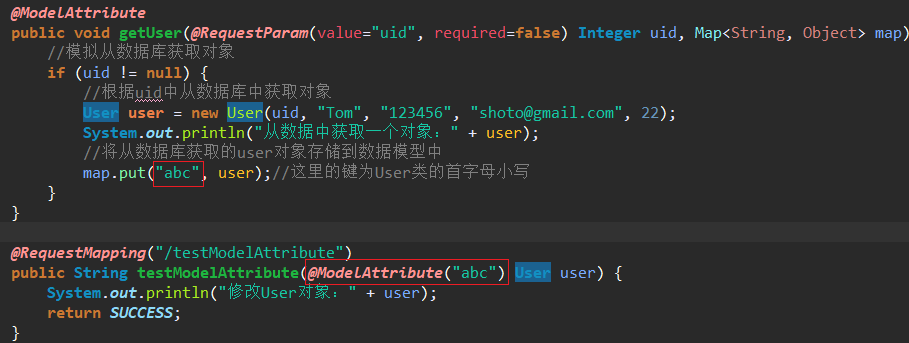 @ModelAttribute
public void getUser(@RequestParam(value="uid", required=false) Integer uid, Map<String, Object> map)
//模拟从数据库获取对象
if (uid != null) {
//根据uid中从数据库中获取对象
User user = new User(uid, "Tom", "123456", "shoto@gmail.com", 22);
System.out.println("从数据中获取一个对象：" + user);
//将从数据库获取的user对象存储到数据模型中
map.put("abc", user);//这里的键为User类的首字母小写
}
}
@RequestMapping("/testModelAttribute")
public String testModelAttribute(@ModelAttribute("abc") User user) {
System.out.println("修改User对象：" + user);
return SUCCESS;
}